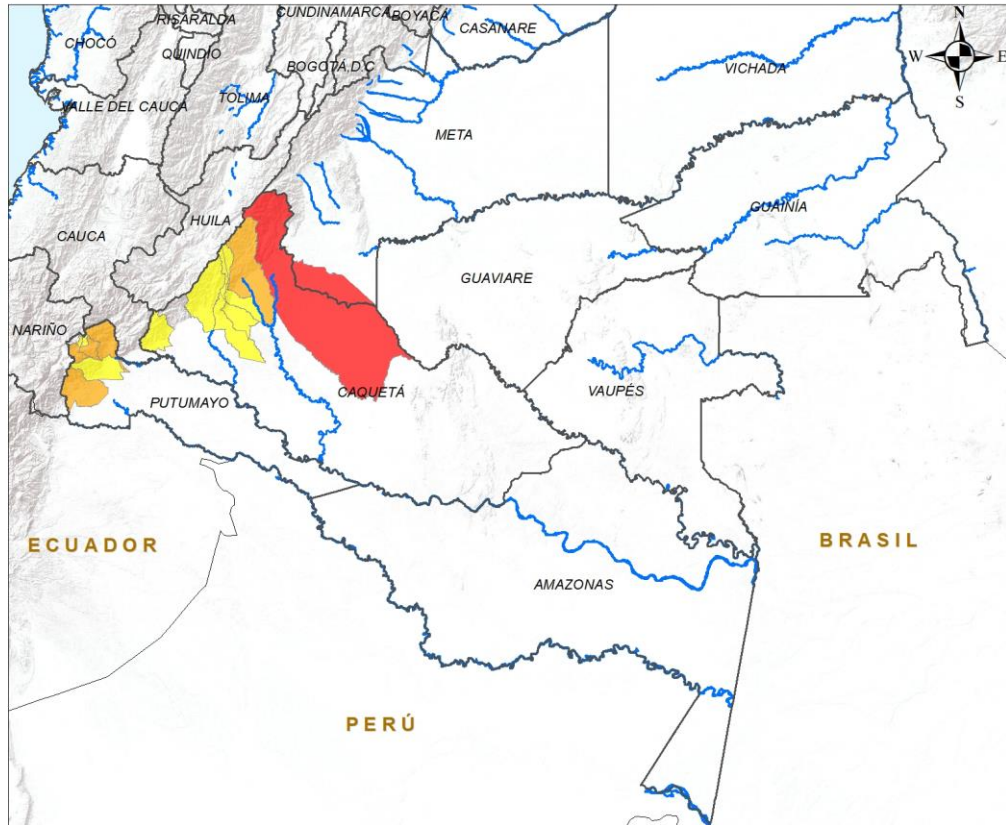 CUNDINAMARCA
BOYACÁ
RISARALDA
CASANARE
N
CHOCÓ
QUINDÍO
BOGOTÁ D.C
W
E
VICHADA
S
VALLE DEL CAUCA
TOLIMA
META
HUILA
GUAINÍA
CAUCA
GUAVIARE
NARIÑO
CAQUETÁ
VAUPÉS
PUTUMAYO
ECUADOR
BRASIL
AMAZONAS
PERÚ